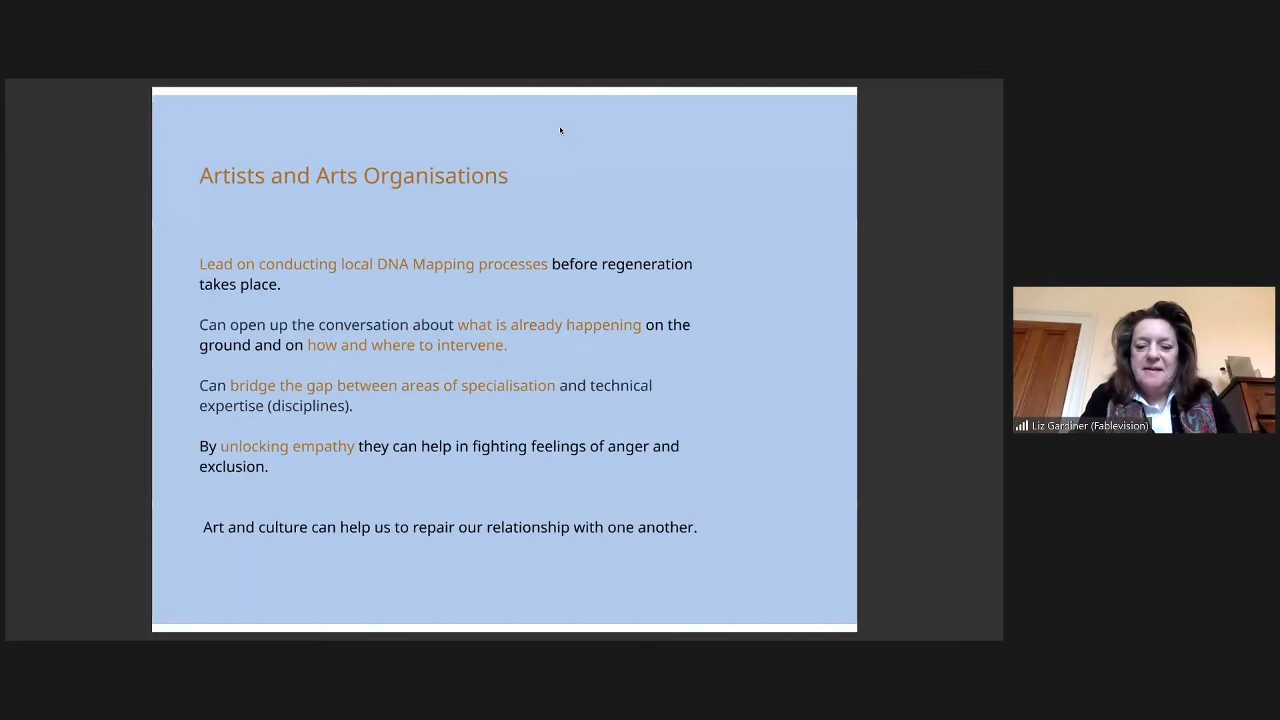 Artists and Arts Organisations
Lead on conducting local DNA Mapping processes before regeneration
takes place.
Can open up the conversation about what is already happening on the
ground and on how and where to intervene.
Can bridge the gap between areas of specialisation and technical
expertise (disciplines).
By unlocking empathy they can help in fighting feelings of anger and
exclusion.
Art and culture can help us to repair our relationship with one another.
Liz Gardiner (Fablevision)